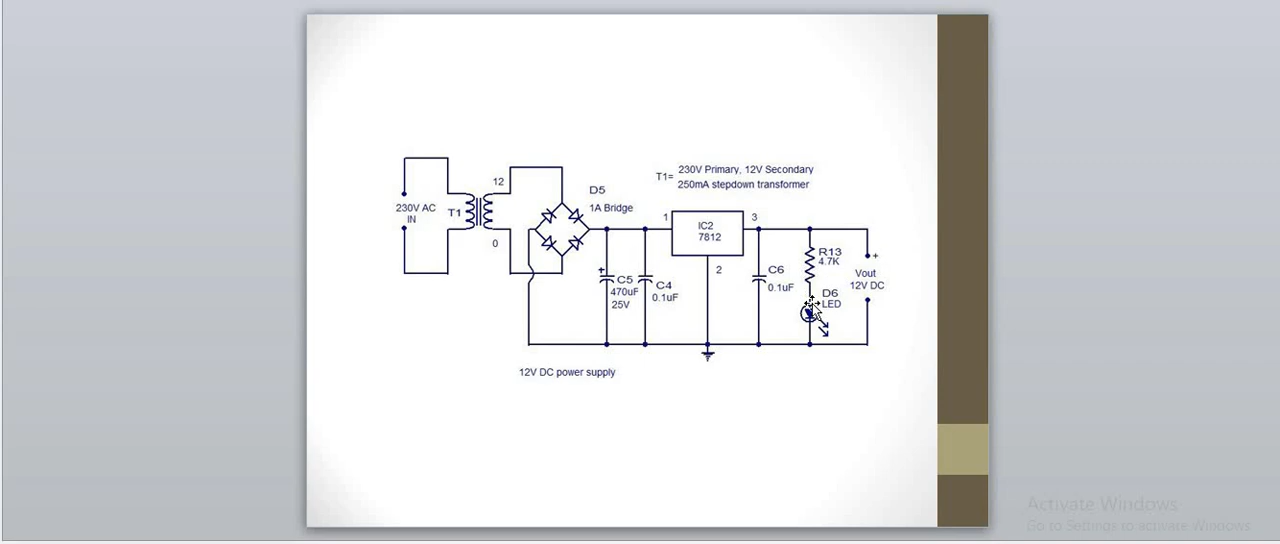 T1= 230V Primary, 12V Secondary
250mA stepdown transformer
12
D5
1A Bridge
230V AC
IN
T1
0
1
IC2
7812
3
2
+
C5
470uF
25V
C4
0.1uF
C6
0.1uF
R13
4.7K
D6
LED
+
Vout
12V DC
12V DC power supply
Activate Windows
Go to Settings to activate Windows